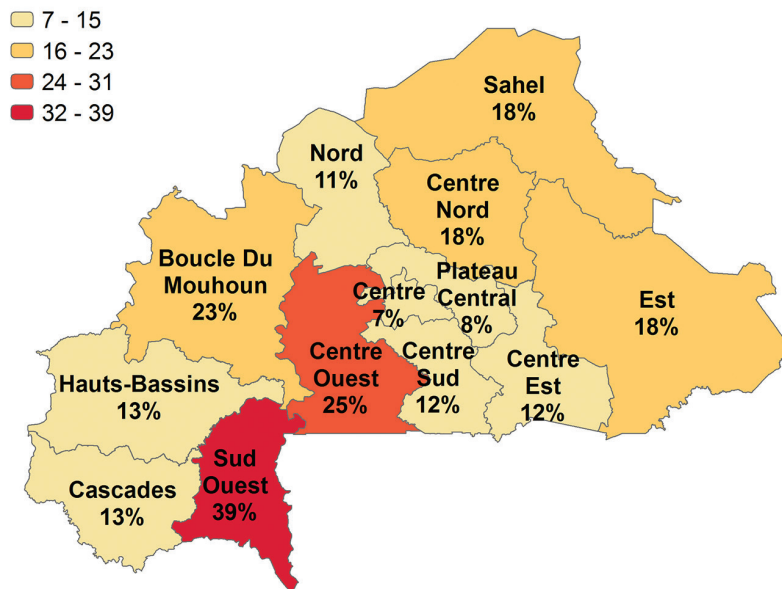 7 - 15
16 - 23
24 - 31
32 - 39
Sahel
18%
Nord
11%
Centre
Nord
18%
Boucle Du
Mouhoun
23%
Plateau
Central
8%
Centre
7%
Est
18%
Centre
Ouest
25%
Centre
Sud
12%
Centre
Est
12%
Hauts-Bassins
13%
Sud
Ouest
39%
Cascades
13%